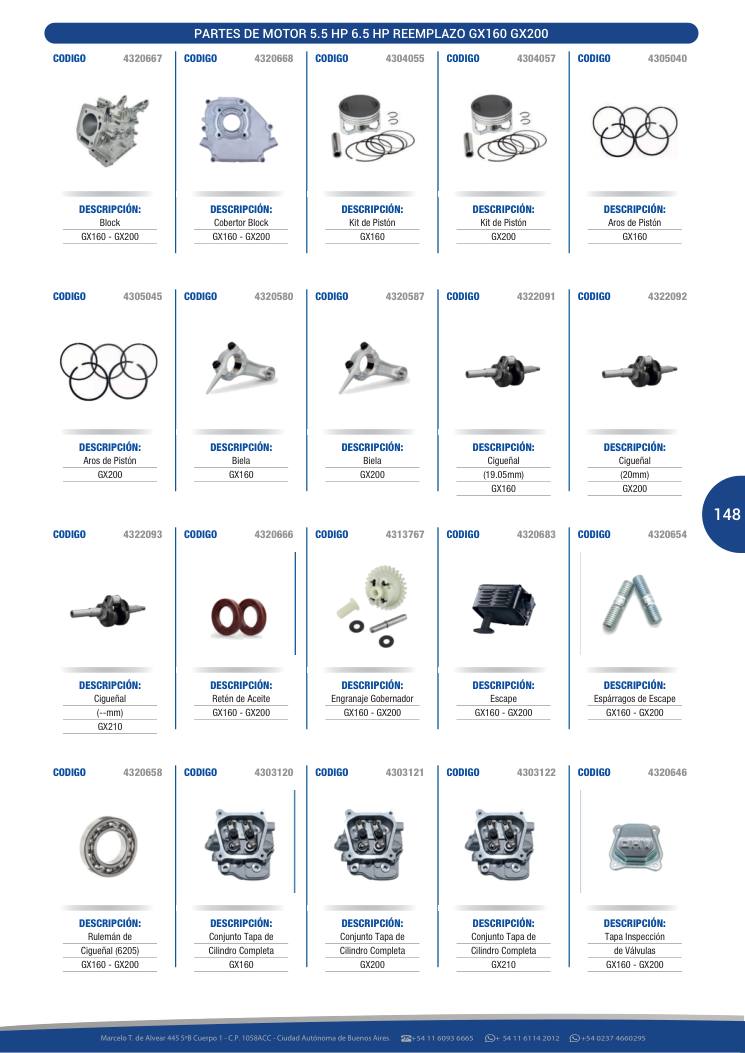 PARTES DE MOTOR 5.5 HP 6.5 HP REEMPLAZO GX160 GX200
CODIGO 4320667
DESCRIPCIÓN:
Block
GX160 - GX200
CODIGO 4320668
DESCRIPCIÓN:
Cobertor Block
GX160 - GX200
CODIGO 4304055
DESCRIPCIÓN:
Kit de Pistón
GX160
CODIGO 4304057
DESCRIPCIÓN:
Kit de Pistón
GX200
CODIGO 4305040
DESCRIPCIÓN:
Aros de Pistón
GX160
CODIGO 4305045
DESCRIPCIÓN:
Aros de Pistón
GX200
CODIGO 4320580
DESCRIPCIÓN:
Biela
GX160
CODIGO 4320587
DESCRIPCIÓN:
Biela
GX200
CODIGO 4322091
DESCRIPCIÓN:
Cigueñal
(19.05mm)
GX160
CODIGO 4322092
DESCRIPCIÓN:
Cigueñal
(20mm)
GX200
148
CODIGO 4322093
DESCRIPCIÓN:
Cigueñal
(--mm)
GX210
CODIGO 4320666
DESCRIPCIÓN:
Retén de Aceite
GX160 - GX200
CODIGO 4313767
DESCRIPCIÓN:
Engranaje Gobernador
GX160 - GX200
CODIGO 4320683
DESCRIPCIÓN:
Escape
GX160 - GX200
CODIGO 4320654
DESCRIPCIÓN:
Espárragos de Escape
GX160 - GX200
CODIGO 4320658
DESCRIPCIÓN:
Rulemán de
Cigueñal (6205)
GX160 - GX200
CODIGO 4303120
DESCRIPCIÓN:
Conjunto Tapa de
Cilindro Completa
GX160
CODIGO 4303121
DESCRIPCIÓN:
Conjunto Tapa de
Cilindro Completa
GX200
CODIGO 4303122
DESCRIPCIÓN:
Conjunto Tapa de
Cilindro Completa
GX210
CODIGO 4320646
DESCRIPCIÓN:
Tapa Inspección
de Válvulas
GX160 - GX200
Marcelo T. de Alvear 445 5ºB Cuerpo 1 - C.P. 1058ACC - Ciudad Autónoma de Buenos Aires. +54 11 6093 6665 + 54 11 6114 2012 +54 0237 4660295